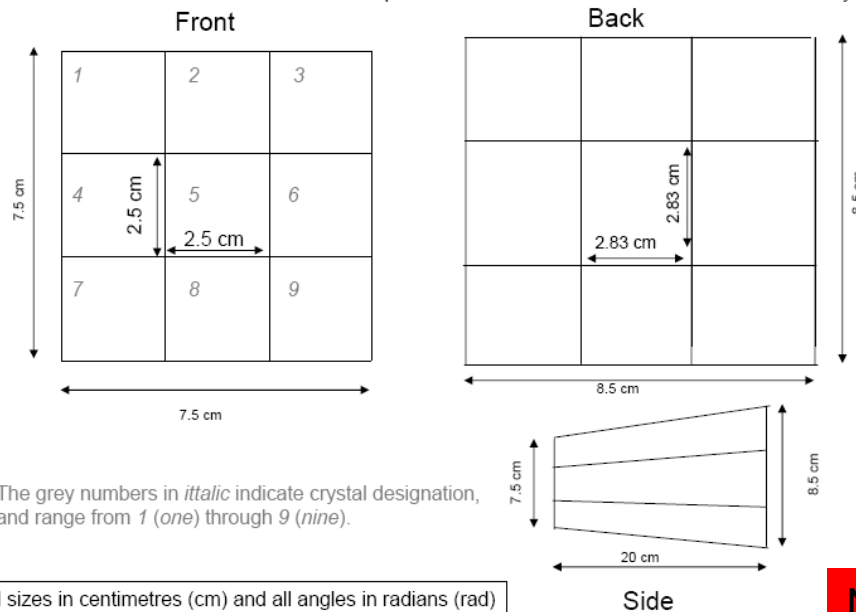 Front
Back
1 2 3
4 5 6
7 8 9
7.5 cm
2.5 cm
2.5 cm
7.5 cm
2.83 cm
2.83 cm
8.5 cm
8.5 cm
The grey numbers in ittalic indicate crystal designation,
and range from 1 (one) through 9 (nine).
7.5 cm
8.5 cm
20 cm
Side
sizes in centimetres (cm) and all angles in radians (rad)